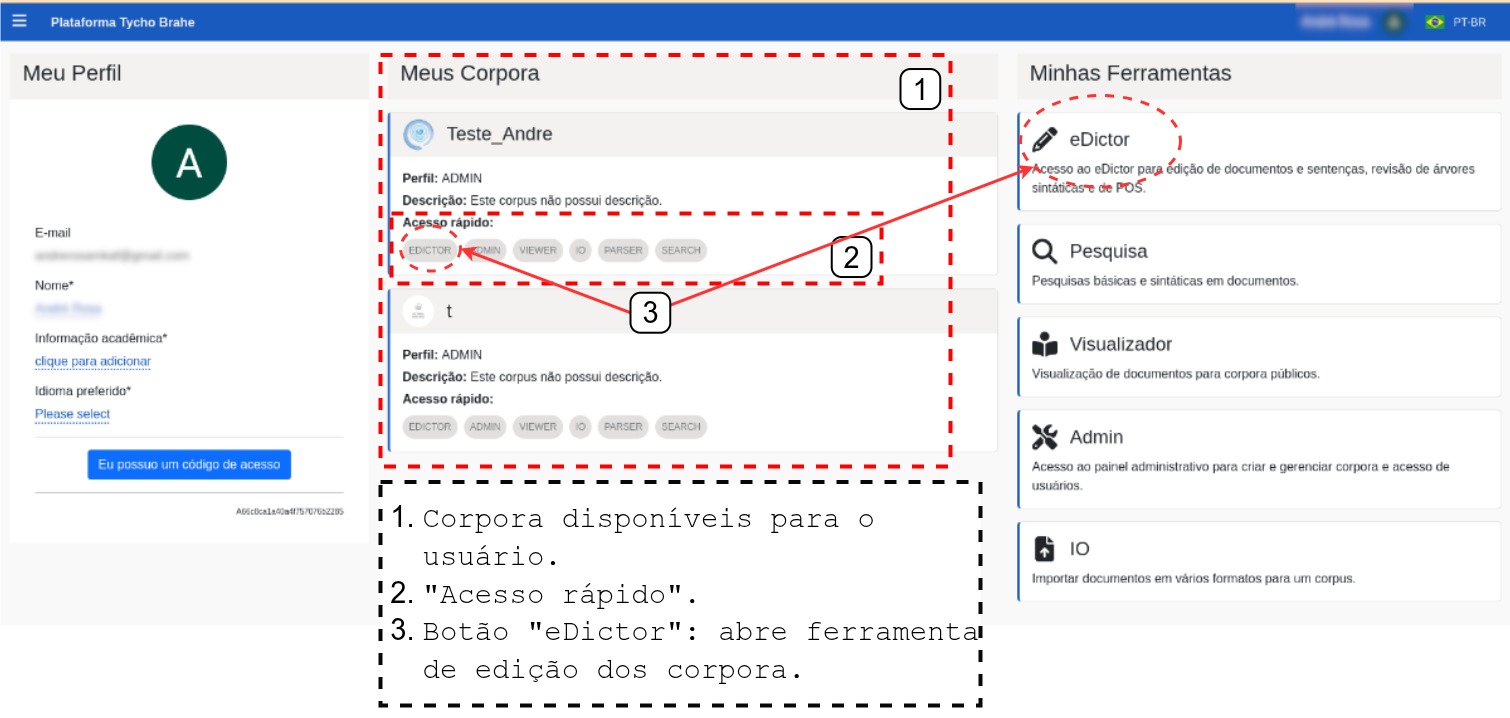 Plataforma Tycho Brahe
PT-BR
Meu Perfil
A
E-mail
Nome*
Informação acadêmica*
clique para adicionar
Idioma preferido*
Please select
Eu possuo um código de acesso
Meus Corpora
1
Teste_Andre
Perfil: ADMIN
Descrição: Este corpus não possui descrição.
Acesso rápido:
EDICTOR ADMIN VIEWER IO PARSER SEARCH
2
3
t
Perfil: ADMIN
Descrição: Este corpus não possui descrição.
Acesso rápido:
EDICTOR ADMIN VIEWER IO PARSER SEARCH
1. Corpora disponíveis para o
usuário.
2. "Acesso rápido".
3. Botão "eDictor": abre ferramenta
de edição dos corpora.
Minhas Ferramentas
eDictor
Acesso ao eDictor para edição de documentos e sentenças, revisão de árvores
sintáticas e de POS.
Pesquisa
Pesquisas básicas e sintáticas em documentos.
Visualizador
Visualização de documentos para corpora públicos.
Admin
Acesso ao painel administrativo para criar e gerenciar corpora e acesso de
usuários.
IO
Importar documentos em vários formatos para um corpus.